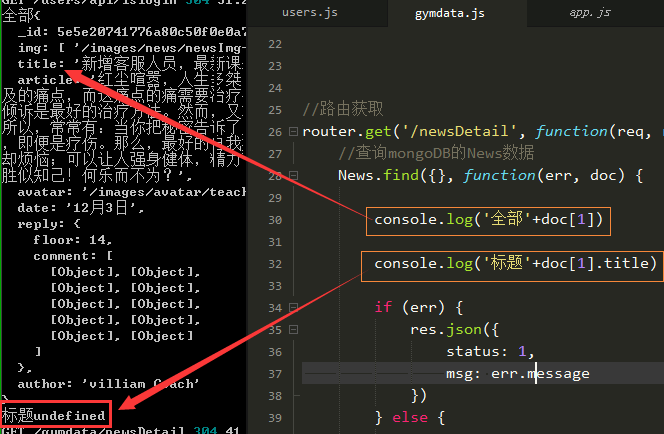 GET /users/api/islogin 304 31.2
全部{
_id: 5e5e20741776a80c50f0e0a7
img: [ '/images/news/newsImg-
title: '新增客服人员，最新课
article: '红尘喧嚣，人生多桀
及的痛点，而这痛点的痛需要治疗
倾诉是最好的治疗方法。然而，又
所以，常常有：当你把秘密告诉了
，即便是疗伤。那么，最好的自我
却烦恼；可以让人强身健体，精力
胜似知己！何乐而不为？',
avatar: '/images/avatar/teach
date: '12月3日',
reply: {
floor: 14,
comment: [
[Object], [Object],
[Object], [Object],
[Object], [Object],
[Object], [Object],
[Object], [Object]
]
},
author: 'villiam Coach'
}
标题undefined
GET /gymdata/newsDetail 304 41
users.js gymdata.js app.js
22
23
24
25 //路由获取
26 router.get('/newsDetail', function(req,
27 //查询mongoDB的News数据
28 News.find({}, function(err, doc) {
29
30 console.log('全部'+doc[1])
31
32 console.log('标题'+doc[1].title)
33
34 if (err) {
35 res.json({
36 status: 1,
37 msg: err.message
38 })
39 } else {